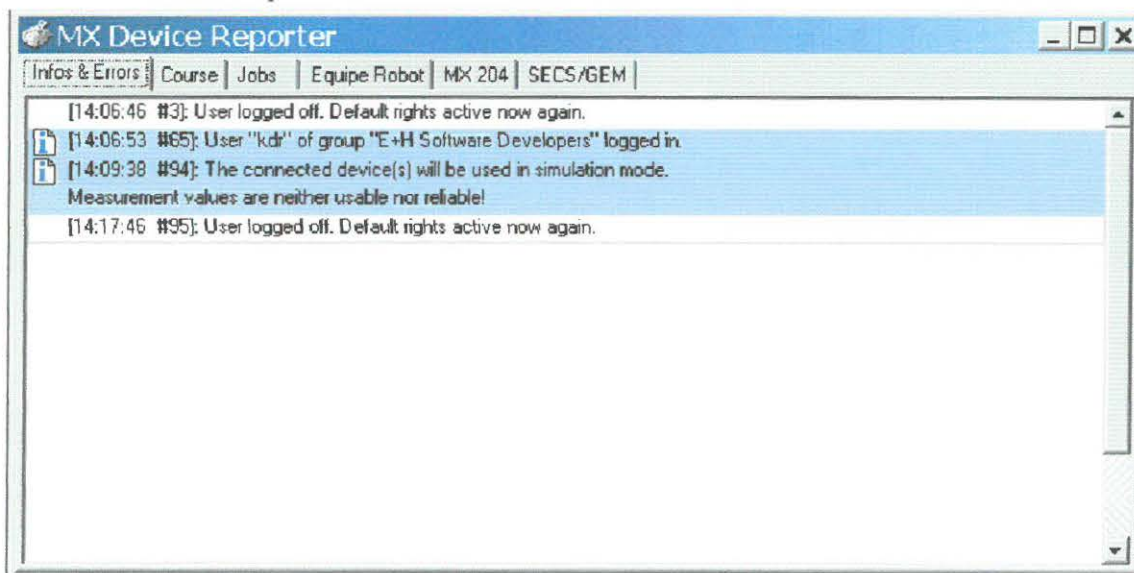 MX Device Reporter
Infos & Errors Course Jobs Equipe Robot MX 204 SECS/GEM
[14:06:46 #3]: User logged off. Default rights active now again.
[14:06:53 #65]: User "kdr" of group "E+H Software Developers" logged in.
[14:09:38 #94]: The connected device(s) will be used in simulation mode.
Measurement values are neither usable nor reliable!
[14:17:46 #95]: User logged off. Default rights active now again.